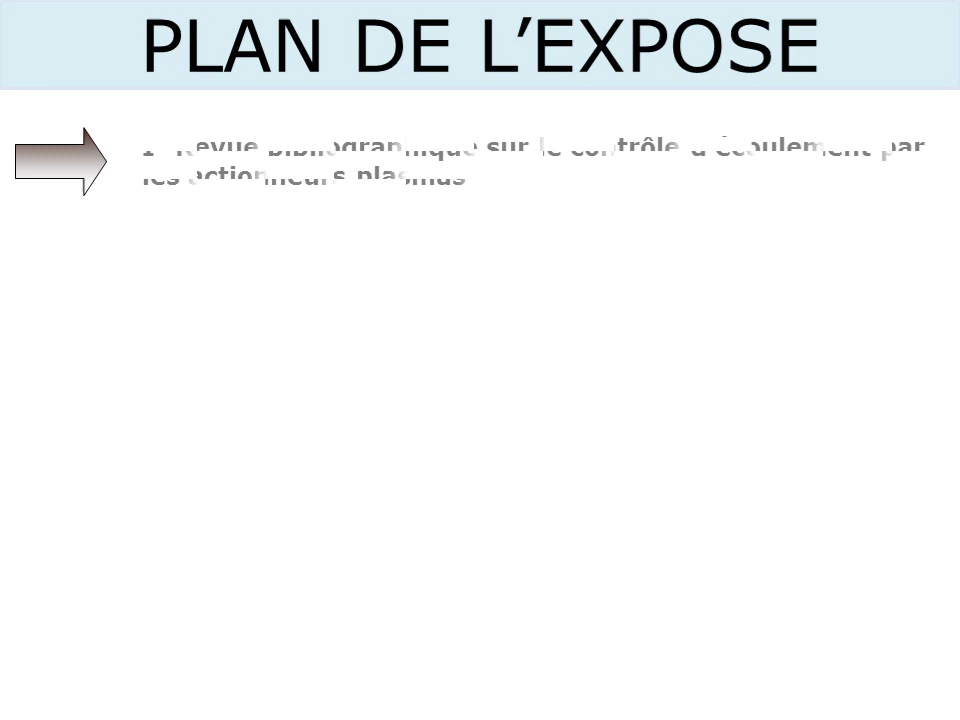 PLAN DE L’EXPOSE
I- Revue bibliographique sur le contrôle d’écoulement par
les actionneurs plasmas